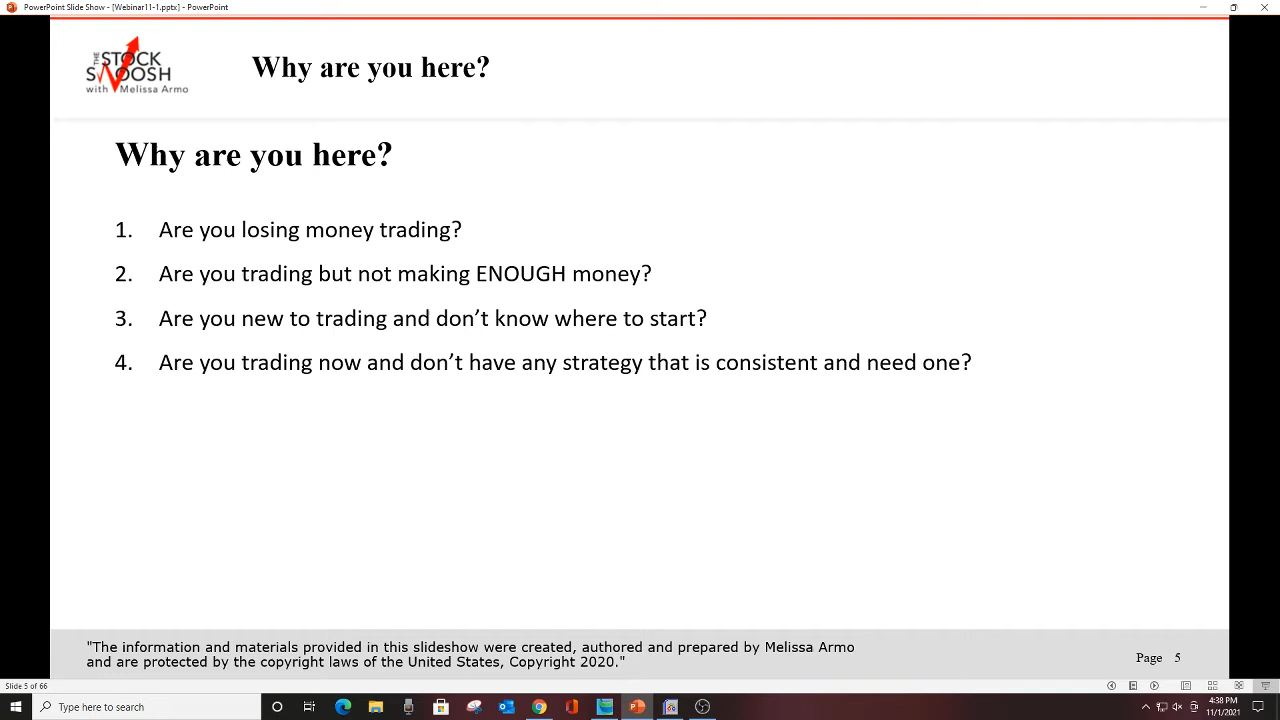 PowerPoint Slide Show - [Webinar11-1.pptx] - PowerPoint
THE
STOCK
SWOOSH
with Melissa Armo
Why are you here?
Why are you here?
1. Are you losing money trading?
2. Are you trading but not making ENOUGH money?
3. Are you new to trading and don’t know where to start?
4. Are you trading now and don’t have any strategy that is consistent and need one?
"The information and materials provided in this slideshow were created, authored and prepared by Melissa Armo
and are protected by the copyright laws of the United States, Copyright 2020."
Page 5
Slide 5 of 66
Type here to search
4:38 PM
11/1/2021